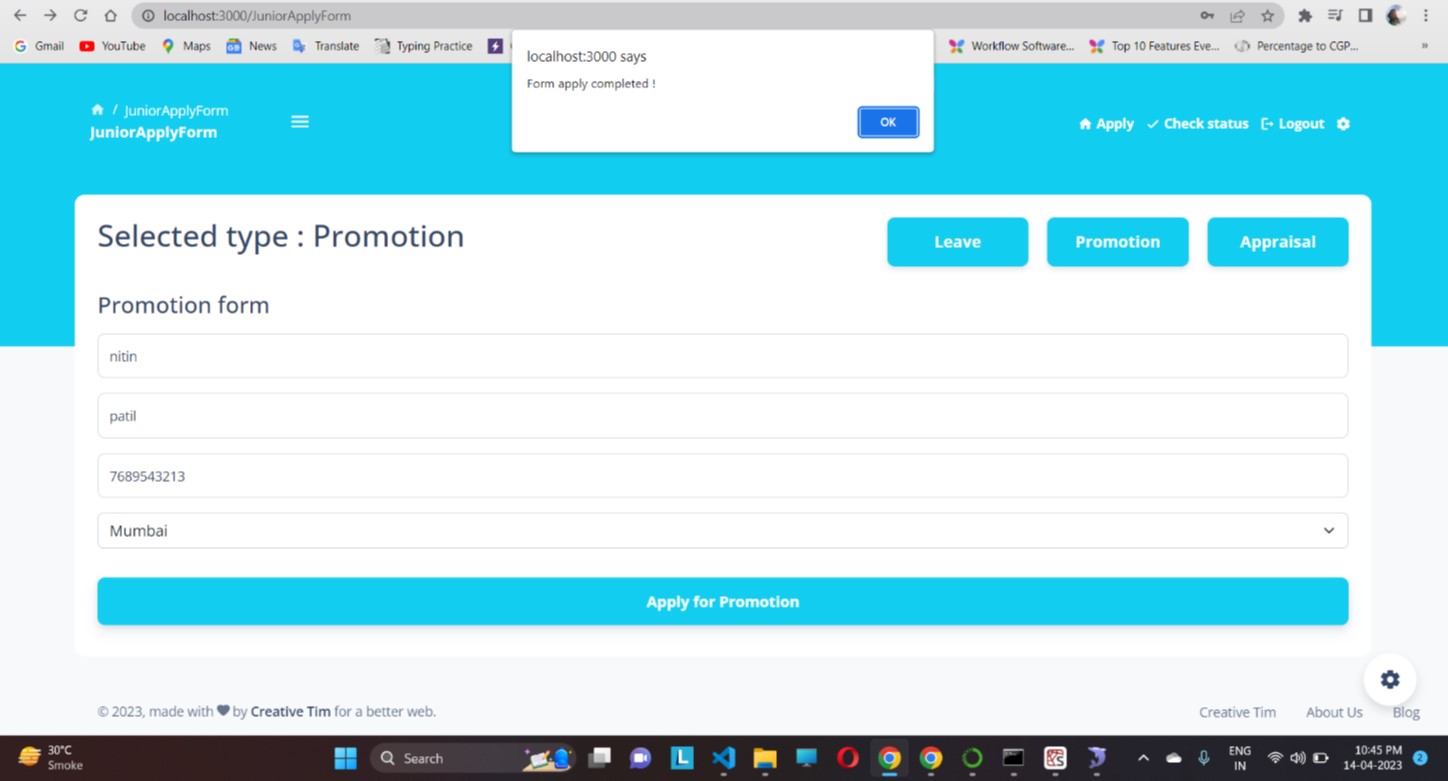 localhost:3000/JuniorApplyForm
Gmail YouTube Maps News Translate Typing Practice Workflow Software... Top 10 Features Eve... Percentage to CGP... »
localhost:3000 says
Form apply completed !
OK
/ JuniorApplyForm
JuniorApplyForm
Apply Check status Logout
Selected type : Promotion
Leave Promotion Appraisal
Promotion form
nitin
patil
7689543213
Mumbai
Apply for Promotion
© 2023, made with by Creative Tim for a better web.
Creative Tim About Us Blog
30°C
Smoke
Search
L
ENG
IN
10:45 PM
14-04-2023
2